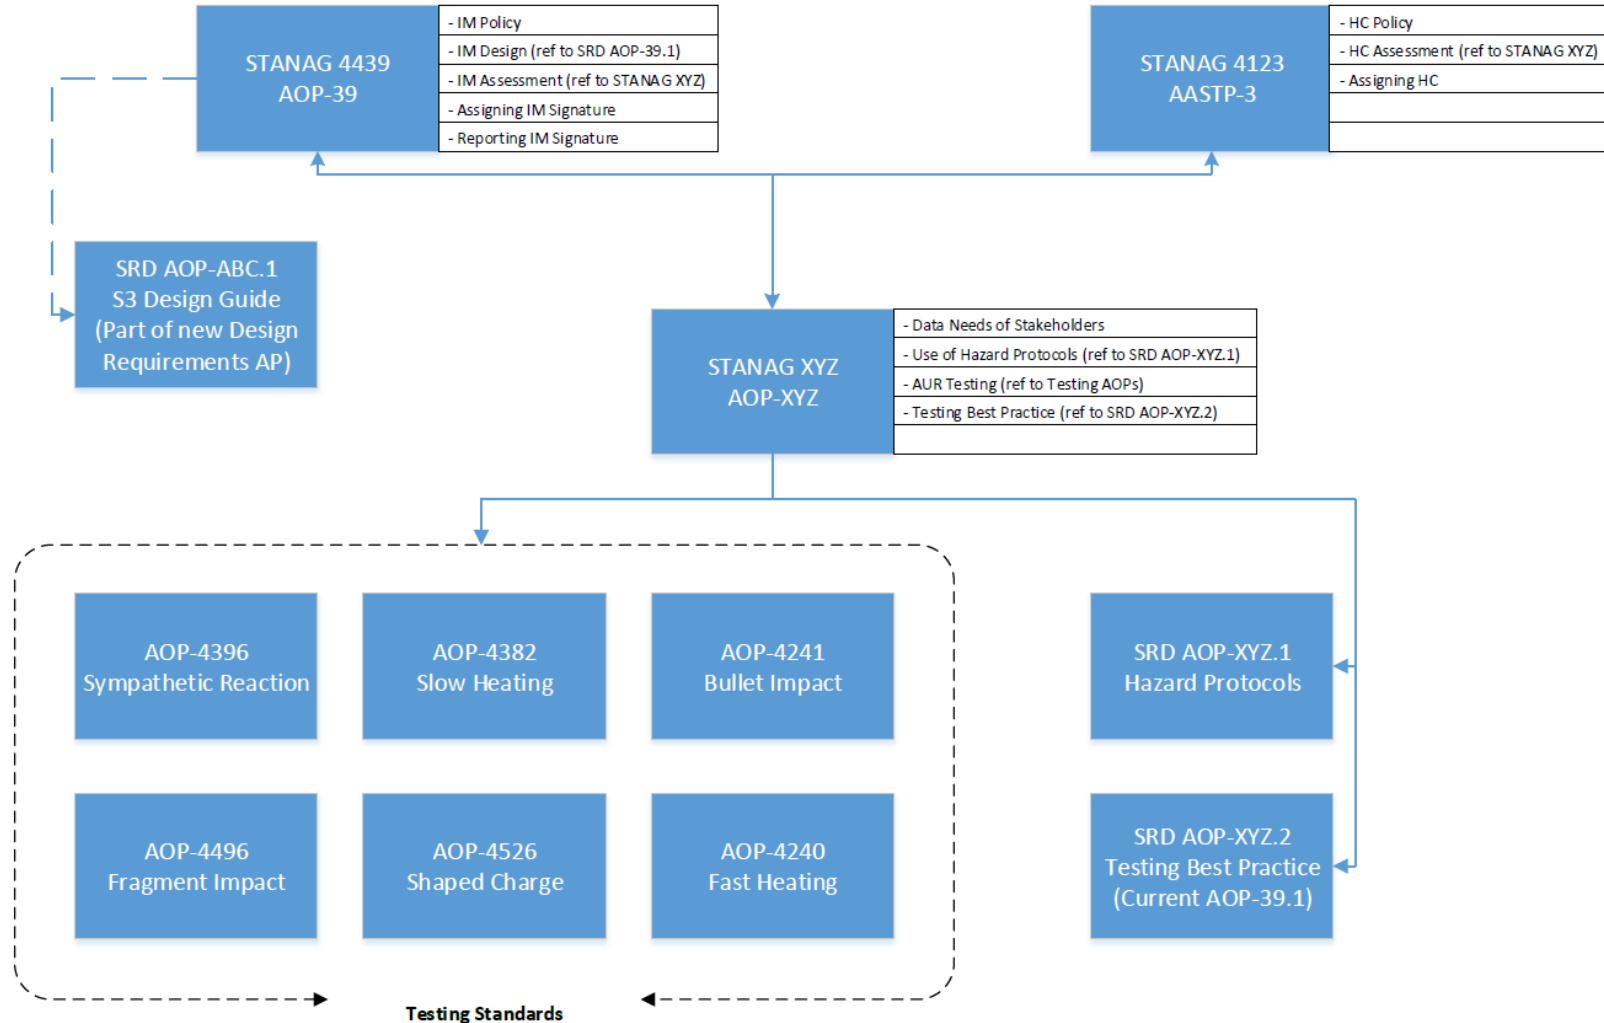 STANAG 4439
AOP-39
- IM Policy
- IM Design (ref to SRD AOP-39.1)
- IM Assessment (ref to STANAG XYZ)
- Assigning IM Signature
- Reporting IM Signature
STANAG 4123
AASTP-3
- HC Policy
- HC Assessment (ref to STANAG XYZ)
- Assigning HC
SRD AOP-ABC.1
S3 Design Guide
(Part of new Design
Requirements AP)
STANAG XYZ
AOP-XYZ
- Data Needs of Stakeholders
- Use of Hazard Protocols (ref to SRD AOP-XYZ.1)
- AUR Testing (ref to Testing AOPs)
- Testing Best Practice (ref to SRD AOP-XYZ.2)
AOP-4396
Sympathetic Reaction
AOP-4382
Slow Heating
AOP-4241
Bullet Impact
SRD AOP-XYZ.1
Hazard Protocols
AOP-4496
Fragment Impact
AOP-4526
Shaped Charge
AOP-4240
Fast Heating
SRD AOP-XYZ.2
Testing Best Practice
(Current AOP-39.1)
Testing Standards